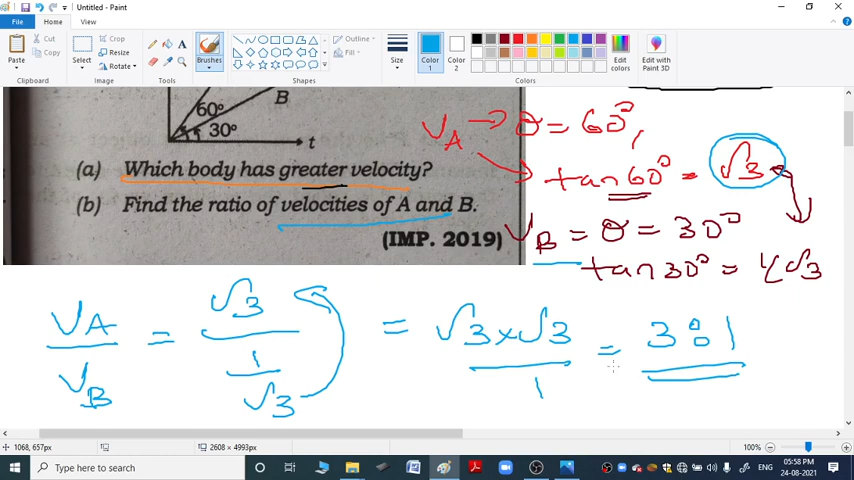 Untitled - Paint
File Home View
Cut
Copy
Paste
Crop
Resize
Rotate
Select
Brushes
Outline
Fill
Size
Color 1
Color 2
Edit colors
Edit with Paint 3D
Clipboard
Image
Tools
Shapes
Colors
60°
B
30°
t
(a) Which body has greater velocity?
(b) Find the ratio of velocities of A and B.
(IMP. 2019)
VA → θ = 60°,
tan 60° = √3
VB = θ = 30°
tan 30° = 1/√3
VA/VB = √3/(1/√3) = √3×√3/1 = 3:1
1068, 657px
2608 × 4993px
100%
Type here to search
ENG
05:58 PM
24-08-2021